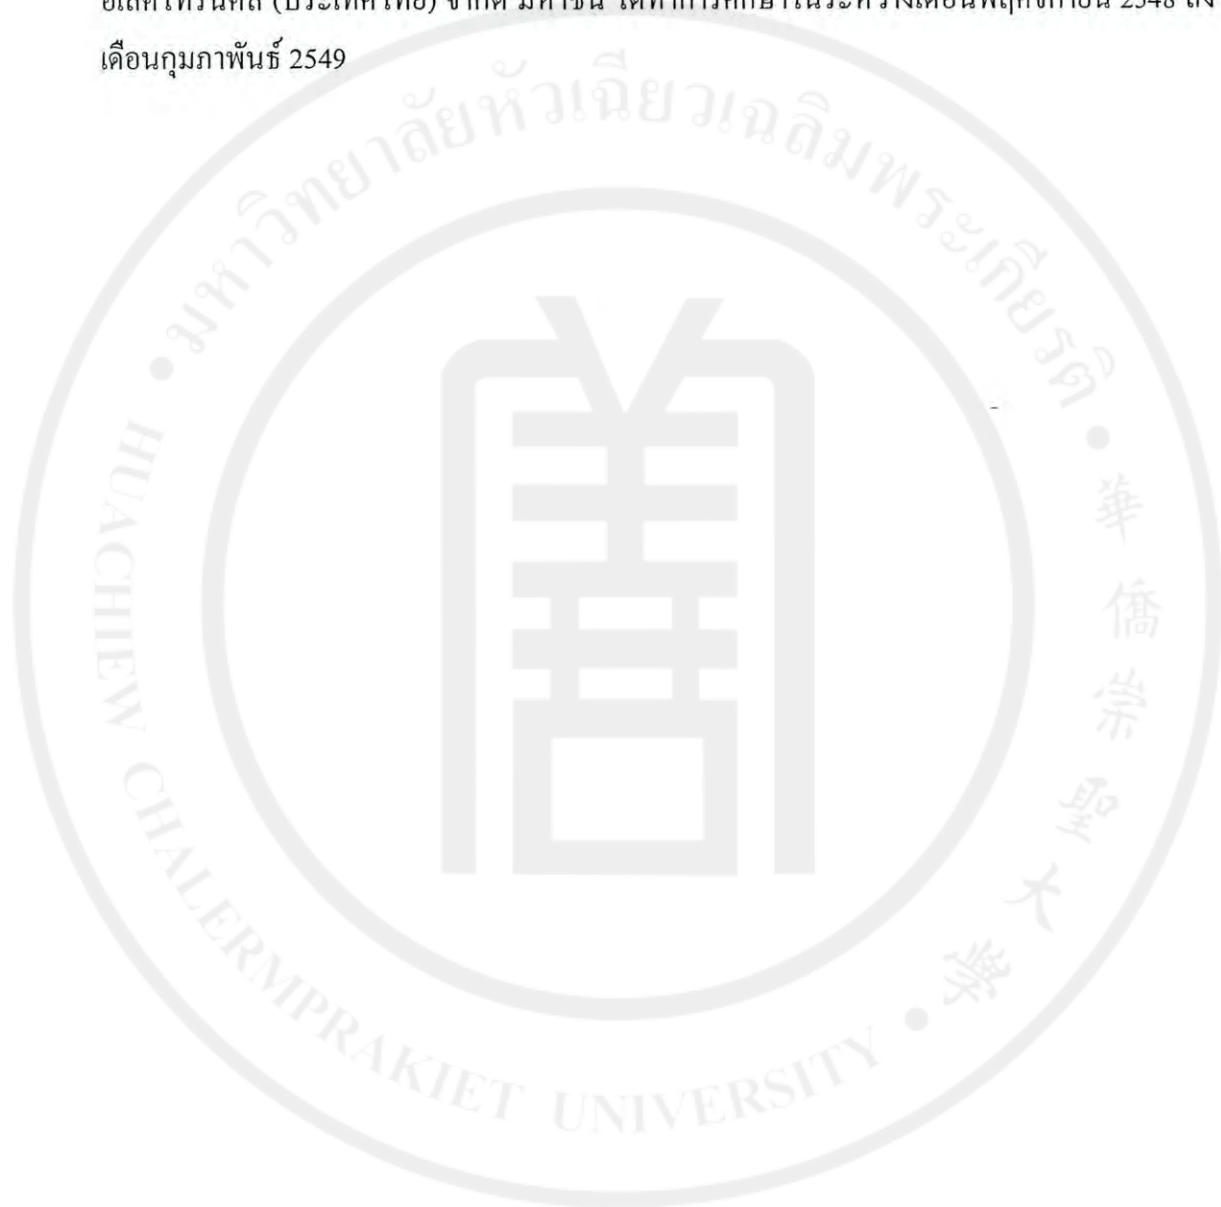 อิเลคโทรนิคส์ (ประเทศไทย) จำกัด มหาชน ได้ทำการศึกษาในระหว่างเดือนพฤศจิกายน 2548 ถึง
เดือนกุมภาพันธ์ 2549
มหาวิทยาลัยหัวเฉียวเฉลิมพระเกียรติ
華僑崇聖大學
HUACHIEW CHALERMPRAKIET UNIVERSITY